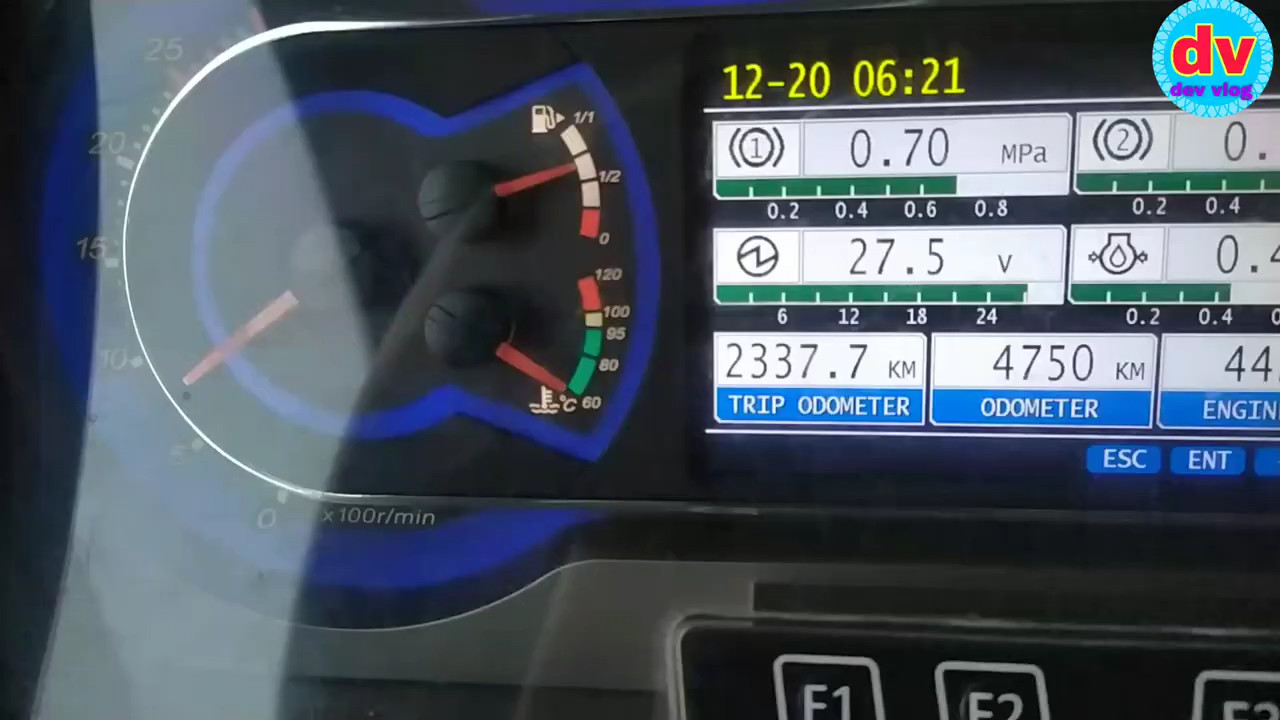 dv
dev vlog
12-20 06:21
1 0.70 MPa
2 0.
0.2 0.4 0.6 0.8
0.2 0.4
27.5 V
0.4
6 12 18 24
0.2 0.4
2337.7 KM
TRIP ODOMETER
4750 KM
ODOMETER
44
ENGIN
ESC ENT
25
20
15
10
0
x100r/min
1/1
1/2
0
120
100
95
80
°C 60
F1 F2